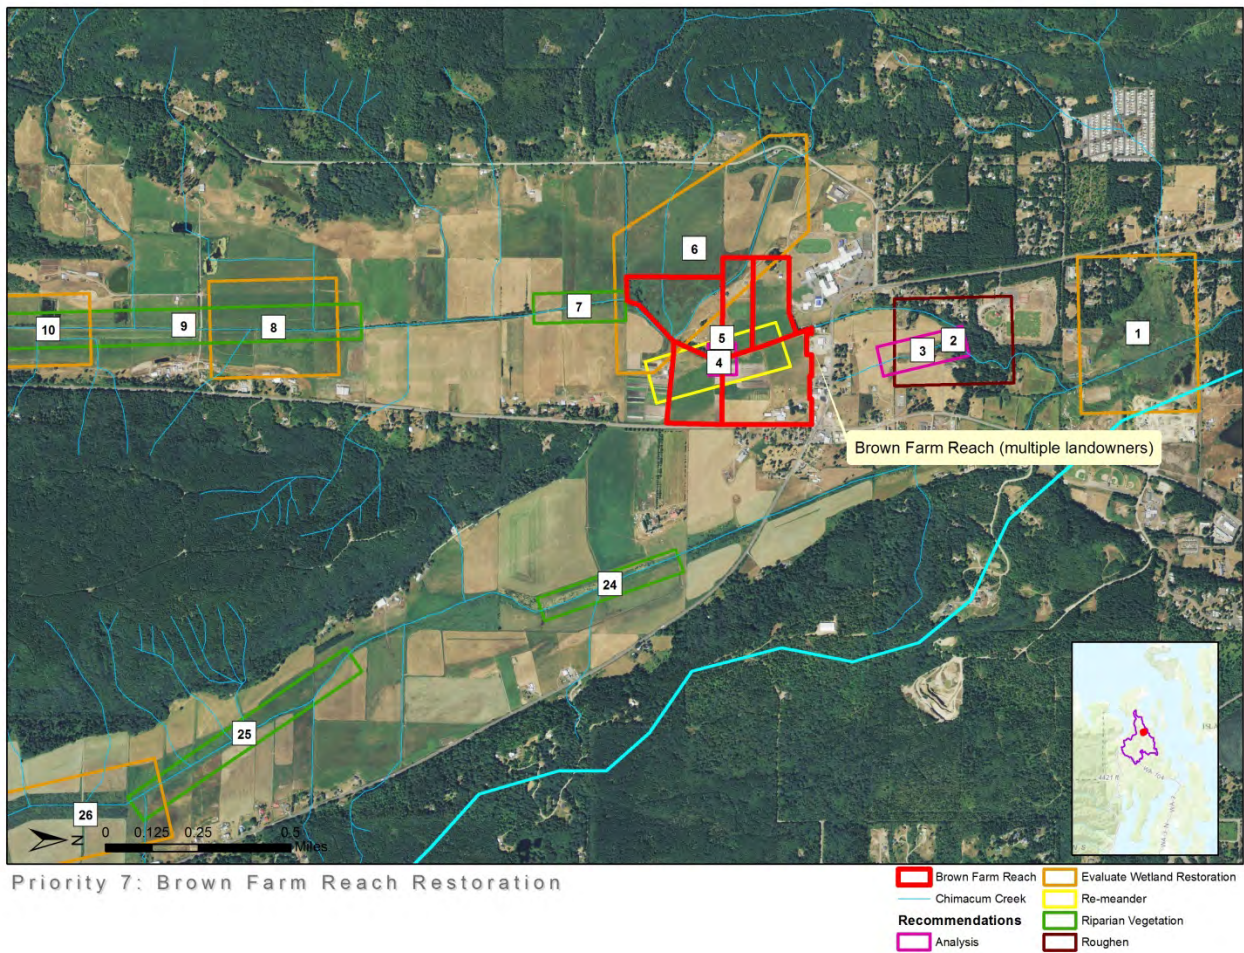 6
7
10
9
8
5
4
3
2
1
Brown Farm Reach (multiple landowners)
24
25
26
N
0 0.125 0.25 0.5
Miles
Priority 7: Brown Farm Reach Restoration
Brown Farm Reach
Chimacum Creek
Recommendations
Analysis
Evaluate Wetland Restoration
Re-meander
Riparian Vegetation
Roughen